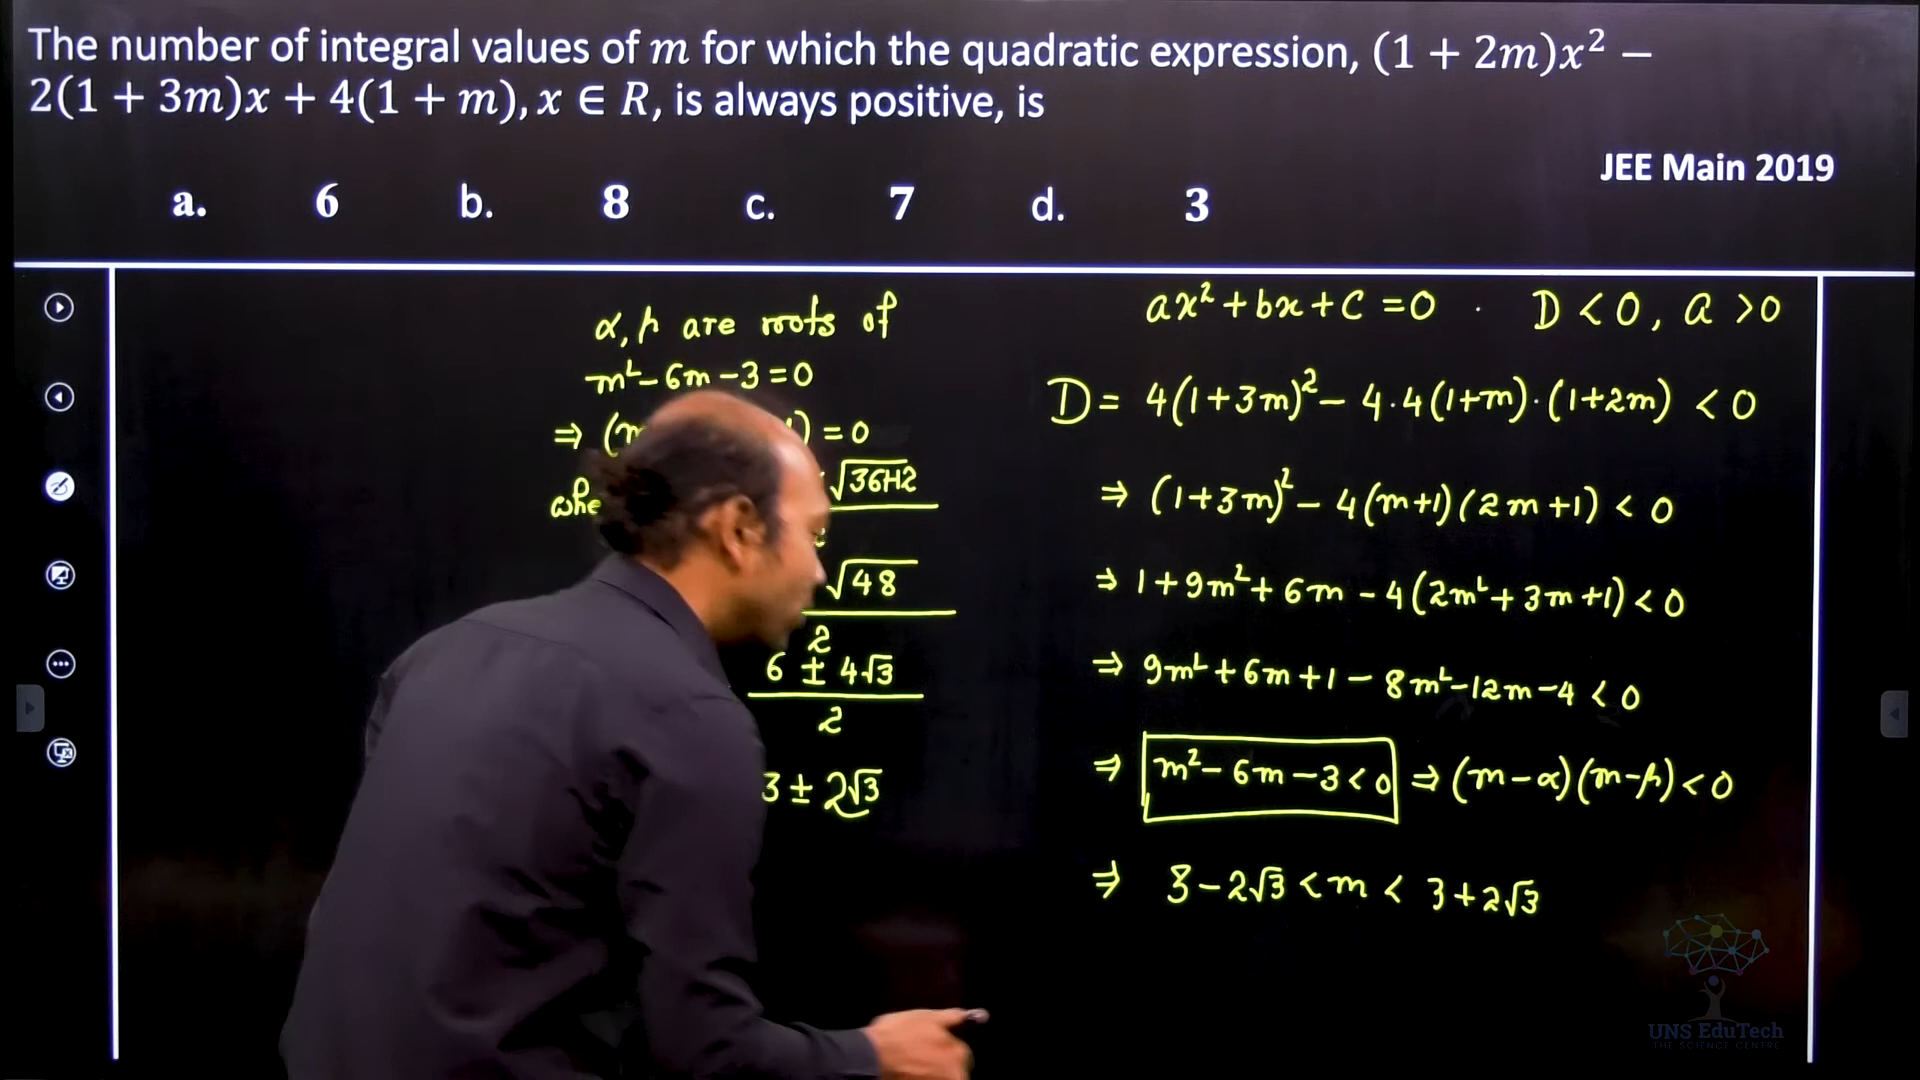 The number of integral values of m for which the quadratic expression, (1 + 2m)x² −
2(1 + 3m)x + 4(1 + m), x ∈ R, is always positive, is
JEE Main 2019
a. 6 b. 8 c. 7 d. 3
α, β are roots of
m² − 6m − 3 = 0
⇒ (m ) = 0
√36+12
√48
2
6 ± 4√3
2
3 ± 2√3
ax² + bx + C = 0 . D < 0, a > 0
D = 4(1+3m)² − 4·4(1+m)·(1+2m) < 0
⇒ (1+3m)² − 4(m+1)(2m+1) < 0
⇒ 1 + 9m² + 6m − 4(2m² + 3m + 1) < 0
⇒ 9m² + 6m + 1 − 8m² − 12m − 4 < 0
⇒ m² − 6m − 3 < 0 ⇒ (m − α)(m − β) < 0
⇒ 3 − 2√3 < m < 3 + 2√3
UNS EduTech
THE SCIENCE CENTRE